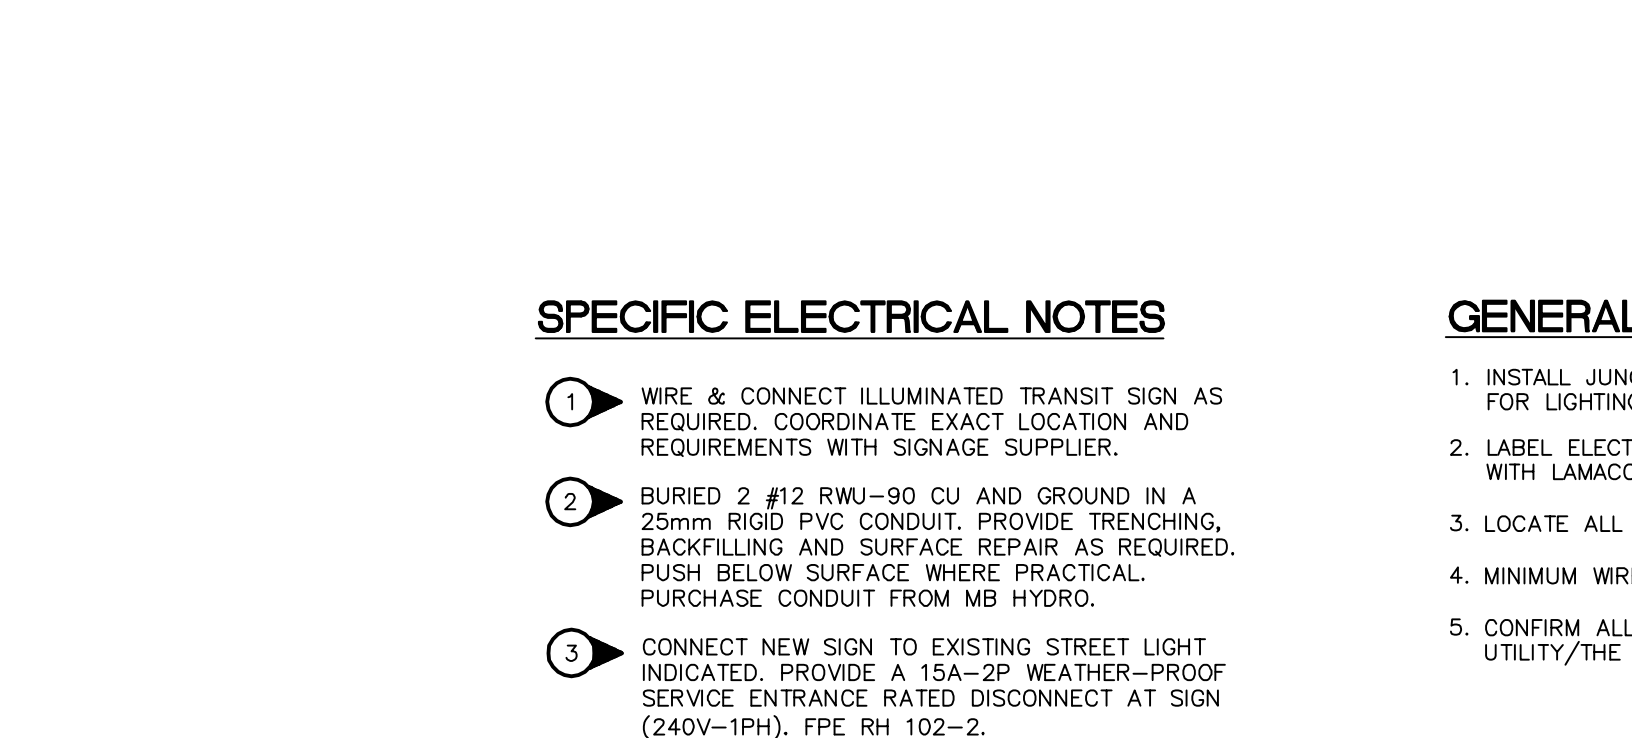 SPECIFIC ELECTRICAL NOTES
1 WIRE & CONNECT ILLUMINATED TRANSIT SIGN AS
REQUIRED. COORDINATE EXACT LOCATION AND
REQUIREMENTS WITH SIGNAGE SUPPLIER.
2 BURIED 2 #12 RWU-90 CU AND GROUND IN A
25mm RIGID PVC CONDUIT. PROVIDE TRENCHING,
BACKFILLING AND SURFACE REPAIR AS REQUIRED.
PUSH BELOW SURFACE WHERE PRACTICAL.
PURCHASE CONDUIT FROM MB HYDRO.
3 CONNECT NEW SIGN TO EXISTING STREET LIGHT
INDICATED. PROVIDE A 15A-2P WEATHER-PROOF
SERVICE ENTRANCE RATED DISCONNECT AT SIGN
(240V-1PH). FPE RH 102-2.
GENERAL
1. INSTALL
FOR
2. LABEL
WITH
3. LOCATE ALL
4. MINIMUM
5. CONFIRM ALL
UTILITY/THE